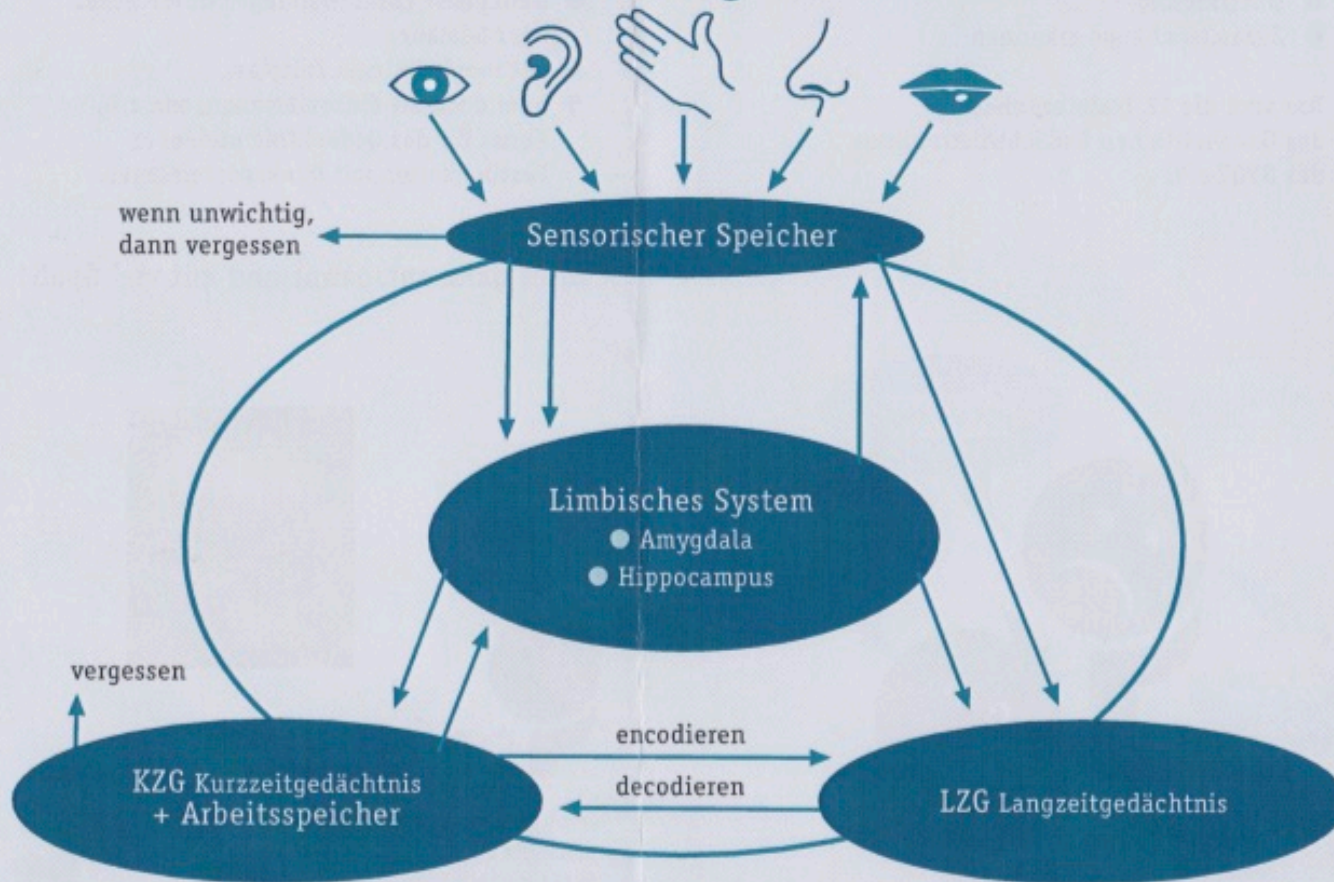 wenn unwichtig,
dann vergessen
Sensorischer Speicher
Limbisches System
Amygdala
Hippocampus
vergessen
encodieren
decodieren
KZG Kurzzeitgedächtnis
+ Arbeitsspeicher
LZG Langzeitgedächtnis